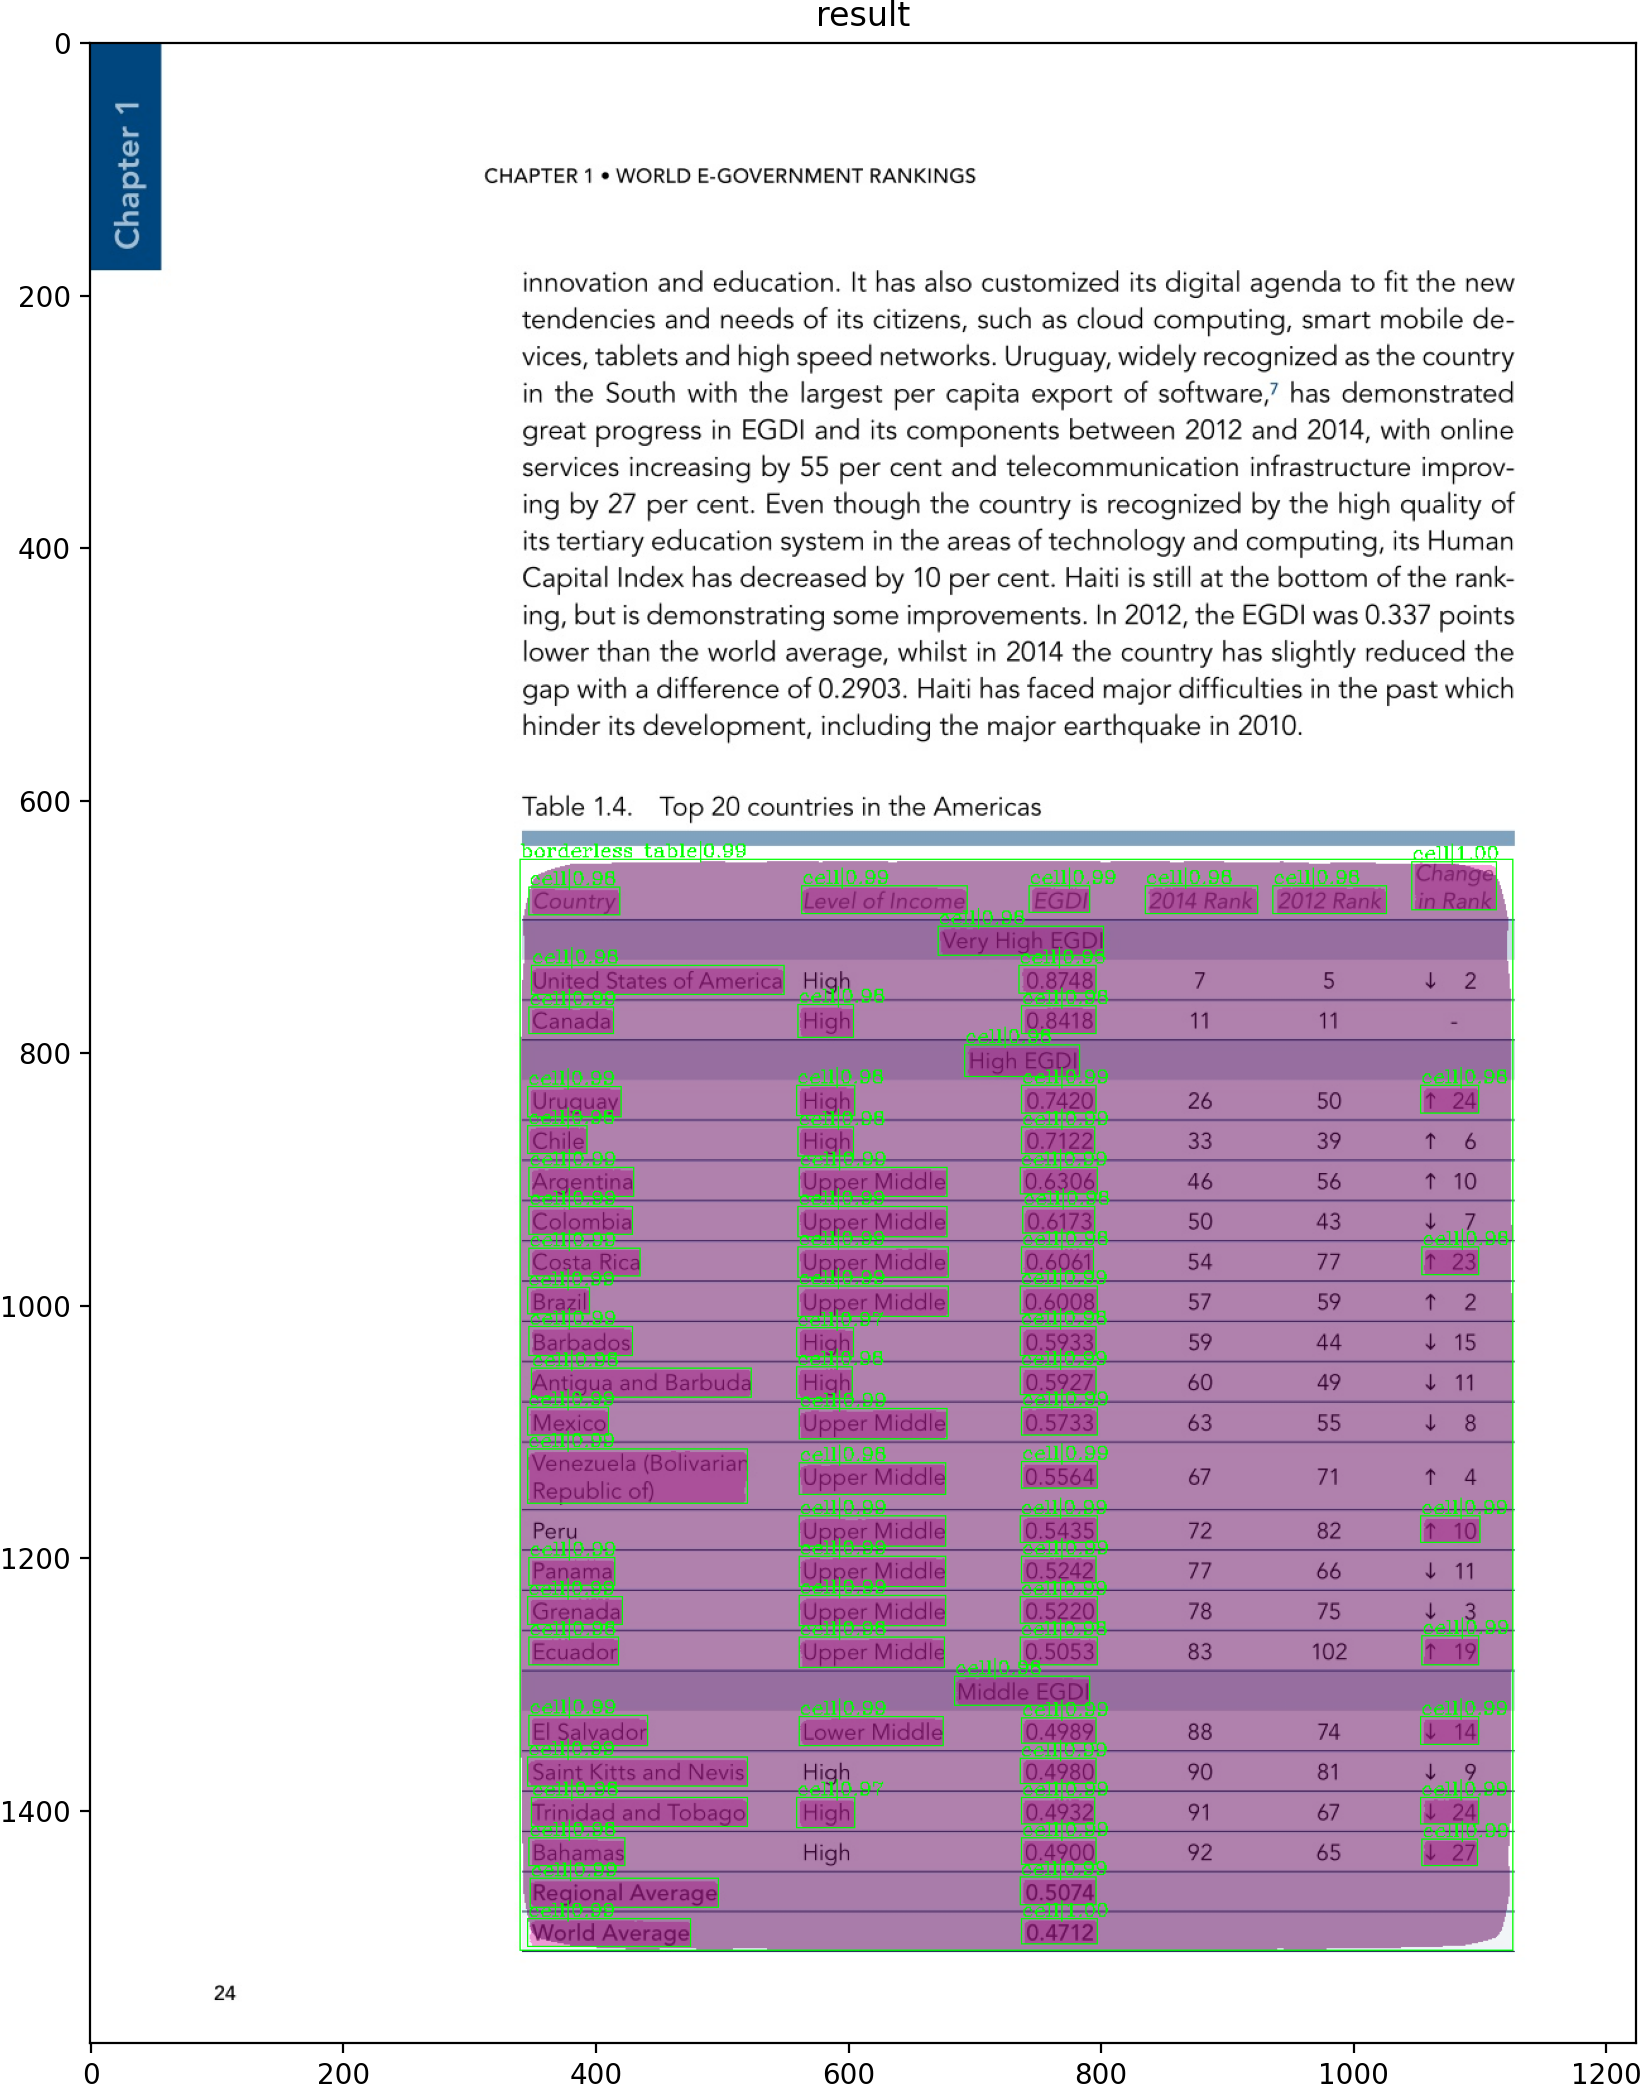 result
Chapter 1
CHAPTER 1 • WORLD E-GOVERNMENT RANKINGS
innovation and education. It has also customized its digital agenda to fit the new
tendencies and needs of its citizens, such as cloud computing, smart mobile de-
vices, tablets and high speed networks. Uruguay, widely recognized as the country
in the South with the largest per capita export of software,7 has demonstrated
great progress in EGDI and its components between 2012 and 2014, with online
services increasing by 55 per cent and telecommunication infrastructure improv-
ing by 27 per cent. Even though the country is recognized by the high quality of
its tertiary education system in the areas of technology and computing, its Human
Capital Index has decreased by 10 per cent. Haiti is still at the bottom of the rank-
ing, but is demonstrating some improvements. In 2012, the EGDI was 0.337 points
lower than the world average, whilst in 2014 the country has slightly reduced the
gap with a difference of 0.2903. Haiti has faced major difficulties in the past which
hinder its development, including the major earthquake in 2010.
Table 1.4. Top 20 countries in the Americas
borderless table|0.99
cell|1.00
Country Level of Income EGDI 2014 Rank 2012 Rank Change in Rank
Very High EGDI
United States of America High 0.8748 7 5 ↓ 2
Canada High 0.8418 11 11 -
High EGDI
Uruguay High 0.7420 26 50 ↑ 24
Chile High 0.7122 33 39 ↑ 6
Argentina Upper Middle 0.6306 46 56 ↑ 10
Colombia Upper Middle 0.6173 50 43 ↓ 7
Costa Rica Upper Middle 0.6061 54 77 ↑ 23
Brazil Upper Middle 0.6008 57 59 ↑ 2
Barbados High 0.5933 59 44 ↓ 15
Antigua and Barbuda High 0.5927 60 49 ↓ 11
Mexico Upper Middle 0.5733 63 55 ↓ 8
Venezuela (Bolivarian
Republic of) Upper Middle 0.5564 67 71 ↑ 4
Peru Upper Middle 0.5435 72 82 ↑ 10
Panama Upper Middle 0.5242 77 66 ↓ 11
Grenada Upper Middle 0.5220 78 75 ↓ 3
Ecuador Upper Middle 0.5053 83 102 ↑ 19
Middle EGDI
El Salvador Lower Middle 0.4989 88 74 ↓ 14
Saint Kitts and Nevis High 0.4980 90 81 ↓ 9
Trinidad and Tobago High 0.4932 91 67 ↓ 24
Bahamas High 0.4900 92 65 ↓ 27
Regional Average 0.5074
World Average 0.4712
24
0
200
400
600
800
1000
1200
1400
0 200 400 600 800 1000 1200